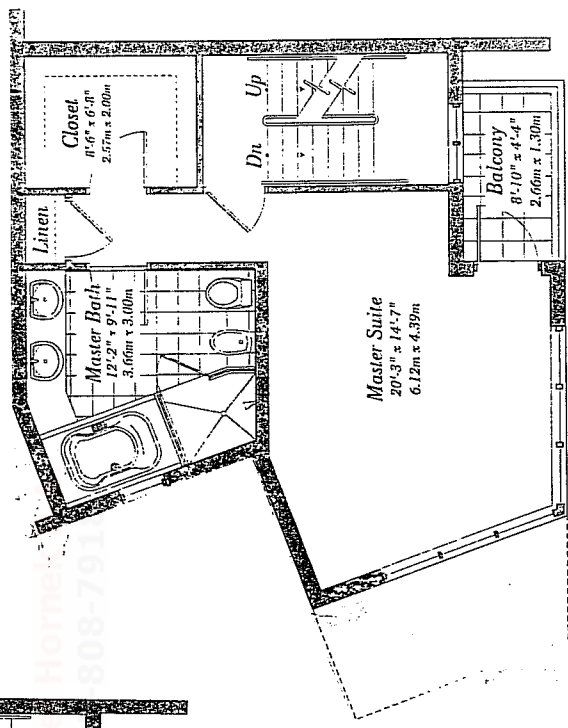 Closet
8'-6" x 6'-8"
2.57m x 2.00m
Up
Dn
Linen
Balcony
8'-10" x 4'-4"
2.66m x 1.30m
Master Bath
12'-2" x 9'-11"
3.66m x 3.00m
Master Suite
20'-3" x 14'-7"
6.12m x 4.39m